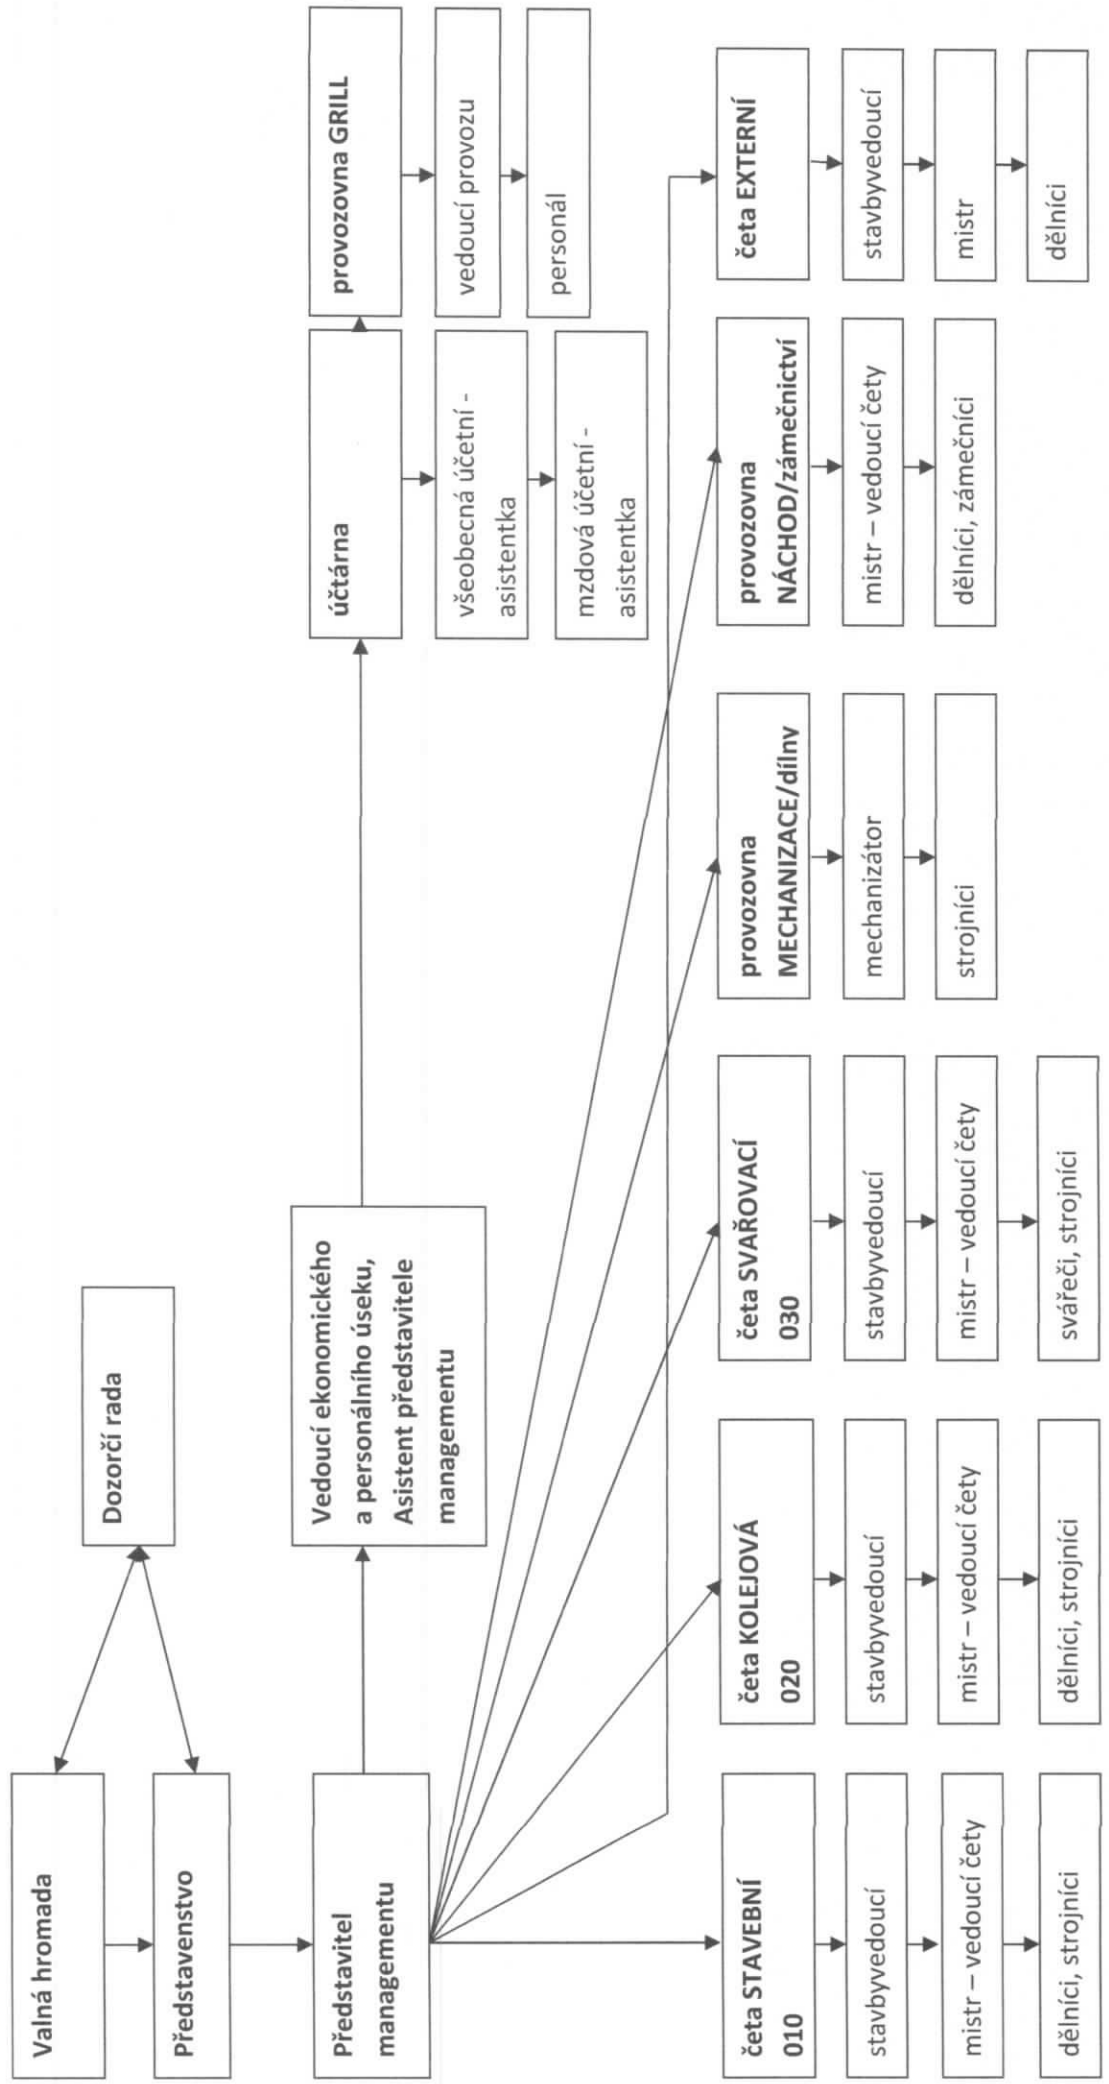 Valná hromada
Dozorčí rada
Představenstvo
Představitel
managementu
Vedoucí ekonomického
a personálního úseku,
Asistent představitele
managementu
účtárna
všeobecná účetní -
asistentka
mzdová účetní -
asistentka
provozovna GRILL
vedoucí provozu
personál
četa STAVEBNÍ
010
stavbyvedoucí
mistr – vedoucí čety
dělníci, strojníci
četa KOLEJOVÁ
020
stavbyvedoucí
mistr – vedoucí čety
dělníci, strojníci
četa SVAŘOVACÍ
030
stavbyvedoucí
mistr – vedoucí čety
svářeči, strojníci
provozovna
MECHANIZACE/dílny
mechanizátor
strojníci
provozovna
NÁCHOD/zámečnictví
mistr – vedoucí čety
dělníci, zámečníci
četa EXTERNÍ
stavbyvedoucí
mistr
dělníci